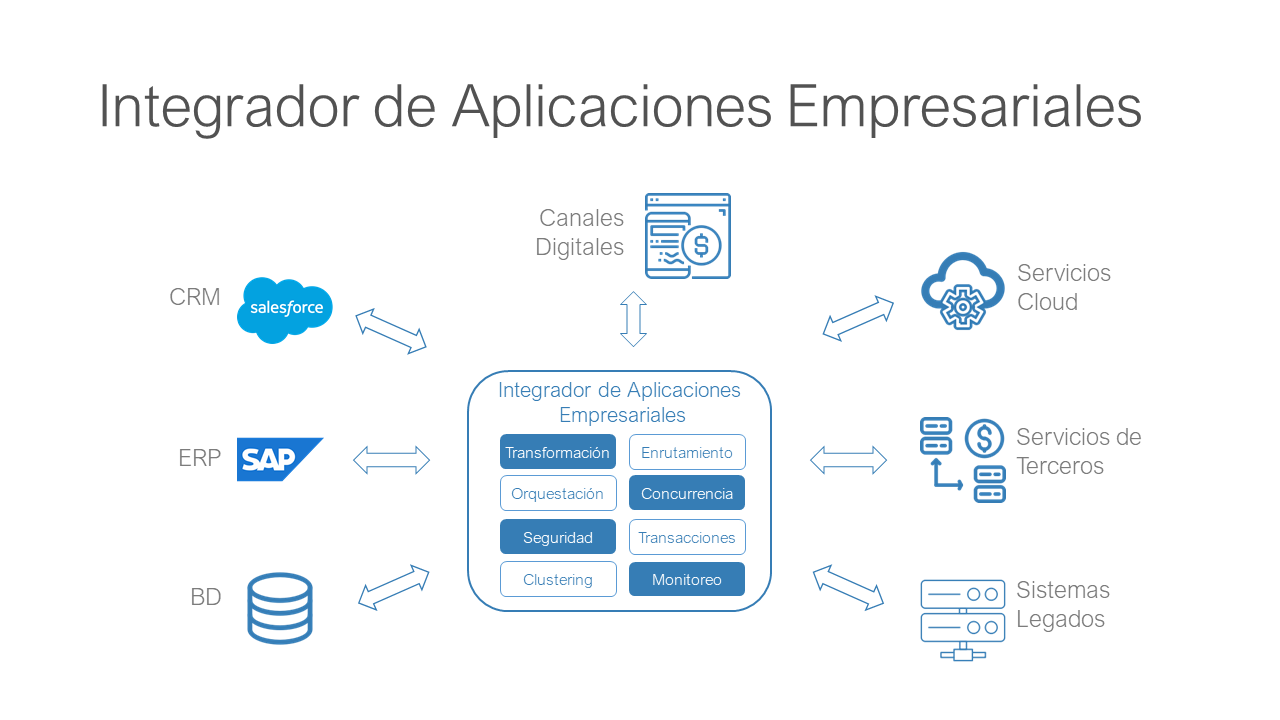 Integrador de Aplicaciones Empresariales
Canales
Digitales
CRM
salesforce
Servicios
Cloud
Integrador de Aplicaciones
Empresariales
Transformación
Enrutamiento
Orquestación
Concurrencia
Seguridad
Transacciones
Clustering
Monitoreo
ERP
SAP
Servicios de
Terceros
$
$
BD
Sistemas
Legados